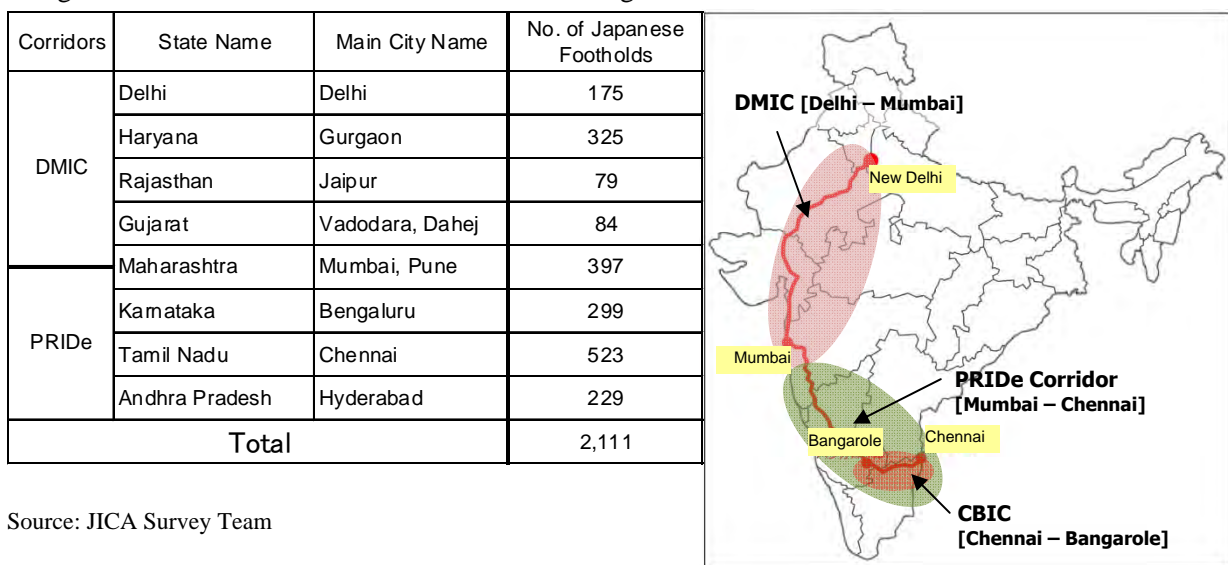 Corridors State Name Main City Name No. of Japanese
Footholds
DMIC
Delhi Delhi 175
Haryana Gurgaon 325
Rajasthan Jaipur 79
Gujarat Vadodara, Dahej 84
Maharashtra Mumbai, Pune 397
PRIDe
Karnataka Bengaluru 299
Tamil Nadu Chennai 523
Andhra Pradesh Hyderabad 229
Total 2,111
Source: JICA Survey Team
DMIC [Delhi – Mumbai]
New Delhi
Mumbai
PRIDe Corridor
[Mumbai – Chennai]
Bangarole
Chennai
CBIC
[Chennai – Bangarole]